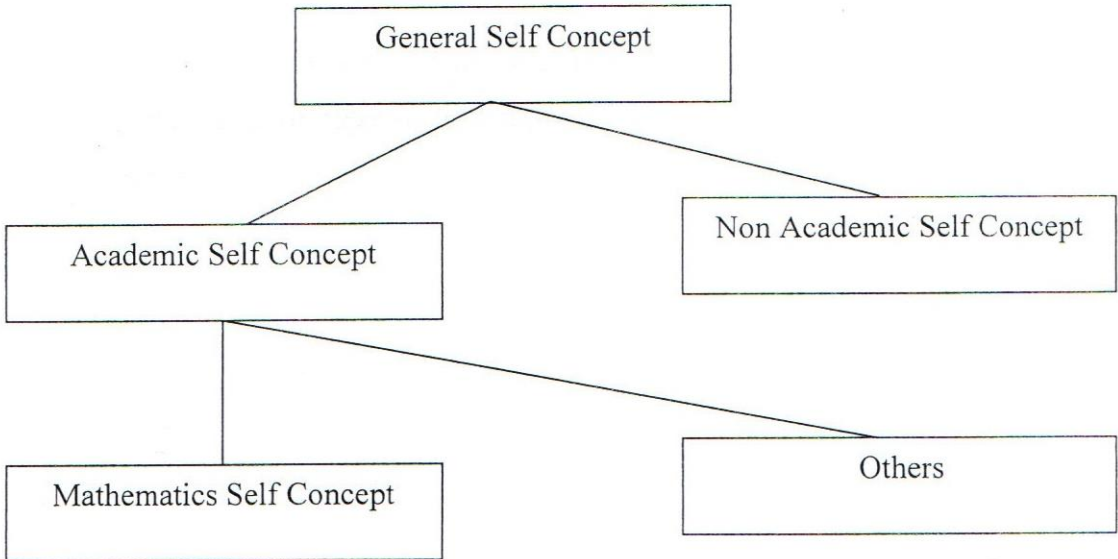 General Self Concept
Non Academic Self Concept
Academic Self Concept
Others
Mathematics Self Concept